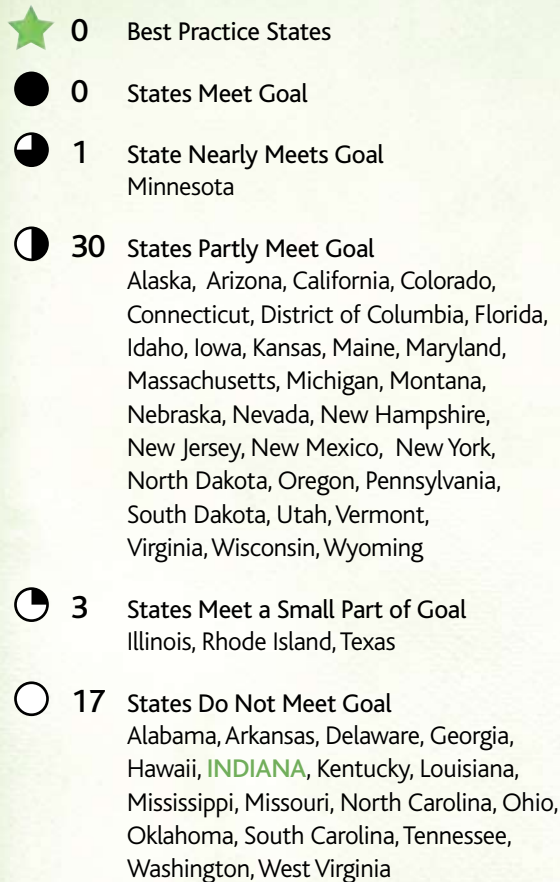 0 Best Practice States
0 States Meet Goal
1 State Nearly Meets Goal
Minnesota
30 States Partly Meet Goal
Alaska, Arizona, California, Colorado,
Connecticut, District of Columbia, Florida,
Idaho, Iowa, Kansas, Maine, Maryland,
Massachusetts, Michigan, Montana,
Nebraska, Nevada, New Hampshire,
New Jersey, New Mexico, New York,
North Dakota, Oregon, Pennsylvania,
South Dakota, Utah, Vermont,
Virginia, Wisconsin, Wyoming
3 States Meet a Small Part of Goal
Illinois, Rhode Island, Texas
17 States Do Not Meet Goal
Alabama, Arkansas, Delaware, Georgia,
Hawaii, INDIANA, Kentucky, Louisiana,
Mississippi, Missouri, North Carolina, Ohio,
Oklahoma, South Carolina, Tennessee,
Washington, West Virginia